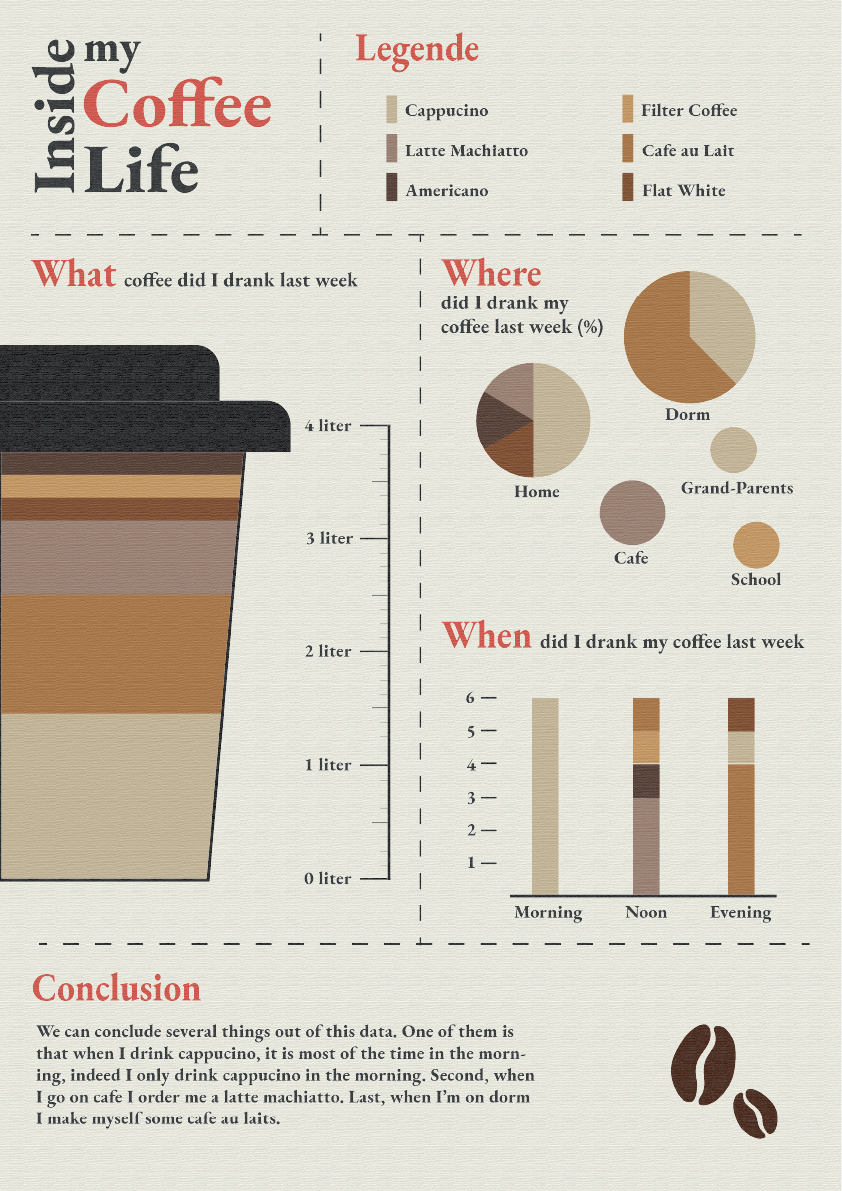 Inside
my
Coffee
Life
Legende
Cappucino
Latte Machiatto
Americano
Filter Coffee
Cafe au Lait
Flat White
What coffee did I drank last week
4 liter
3 liter
2 liter
1 liter
0 liter
Where
did I drank my
coffee last week (%)
Dorm
Home
Grand-Parents
Cafe
School
When did I drank my coffee last week
6
5
4
3
2
1
Morning Noon Evening
Conclusion
We can conclude several things out of this data. One of them is
that when I drink cappucino, it is most of the time in the morn-
ing, indeed I only drink cappucino in the morning. Second, when
I go on cafe I order me a latte machiatto. Last, when I'm on dorm
I make myself some cafe au laits.